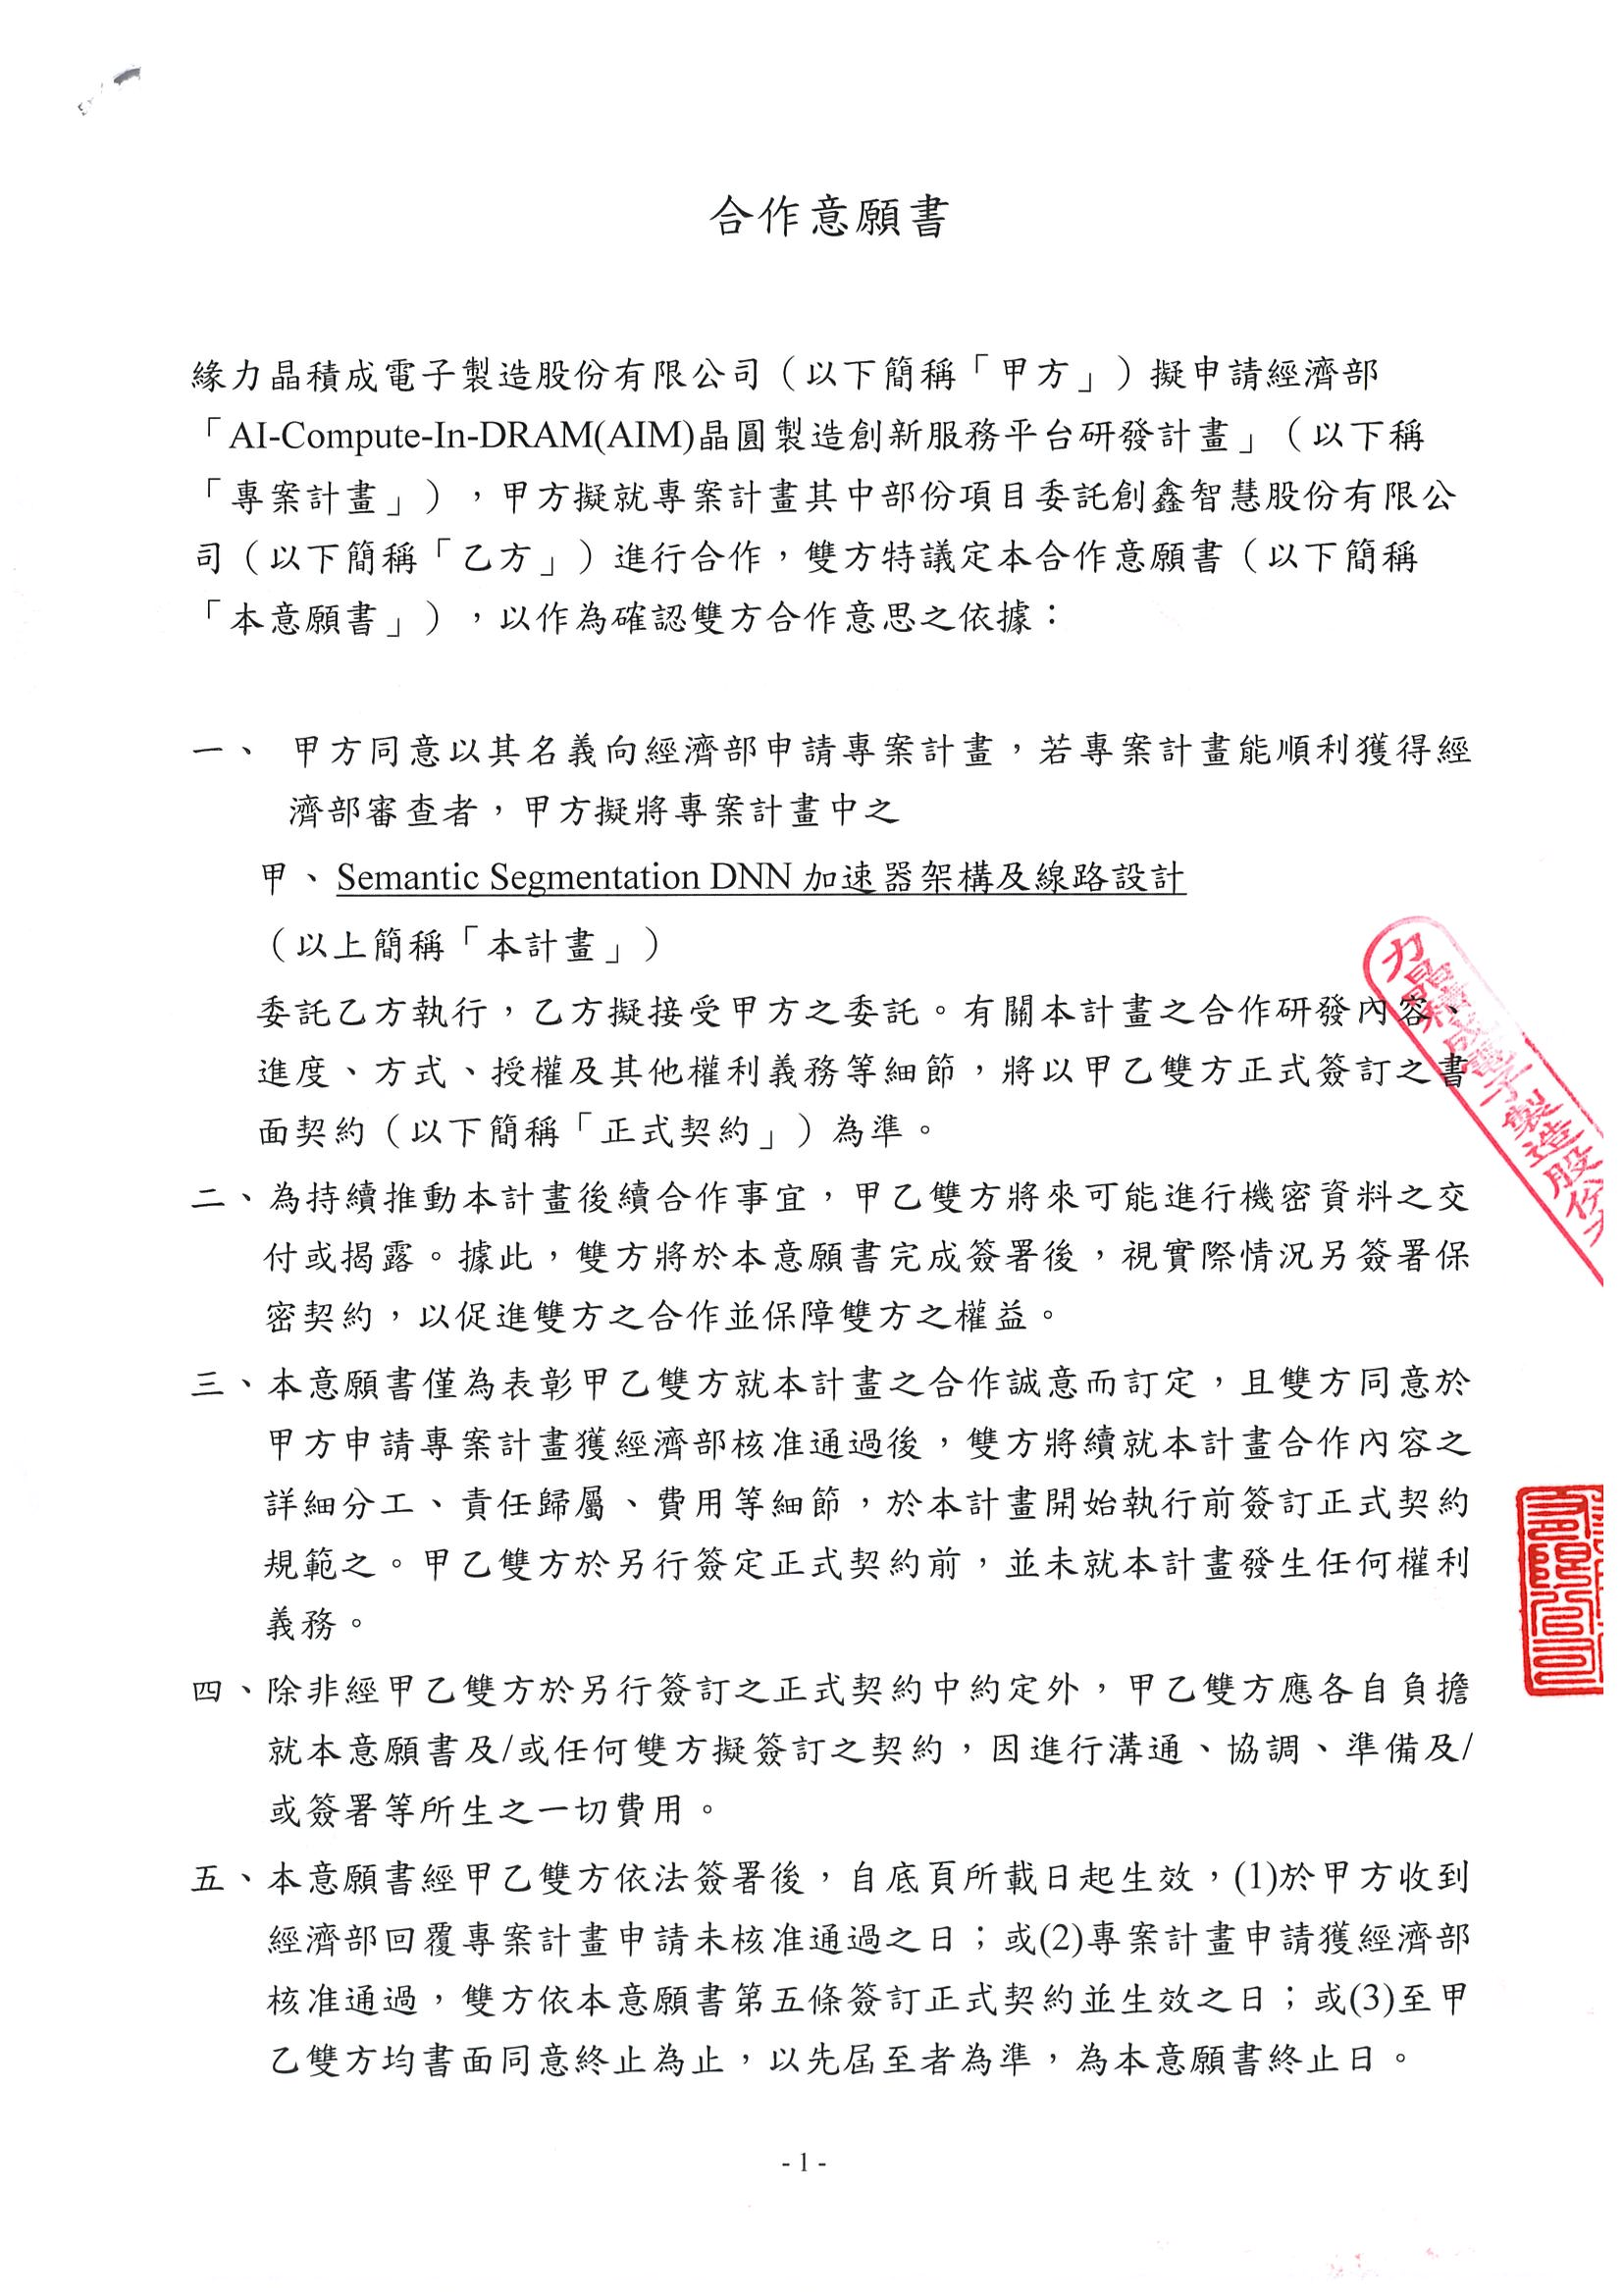 合作意願書
緣力晶積成電子製造股份有限公司（以下簡稱「甲方」）擬申請經濟部
「AI-Compute-In-DRAM(AIM)晶圓製造創新服務平台研發計畫」（以下稱
「專案計畫」），甲方擬就專案計畫其中部份項目委託創鑫智慧股份有限公
司（以下簡稱「乙方」）進行合作，雙方特議定本合作意願書（以下簡稱
「本意願書」），以作為確認雙方合作意思之依據：
一、 甲方同意以其名義向經濟部申請專案計畫，若專案計畫能順利獲得經
濟部審查者，甲方擬將專案計畫中之
甲、Semantic Segmentation DNN 加速器架構及線路設計
（以上簡稱「本計畫」）
委託乙方執行，乙方擬接受甲方之委託。有關本計畫之合作研發內容、
進度、方式、授權及其他權利義務等細節，將以甲乙雙方正式簽訂之書
面契約（以下簡稱「正式契約」）為準。
二、為持續推動本計畫後續合作事宜，甲乙雙方將來可能進行機密資料之交
付或揭露。據此，雙方將於本意願書完成簽署後，視實際情況另簽署保
密契約，以促進雙方之合作並保障雙方之權益。
三、本意願書僅為表彰甲乙雙方就本計畫之合作誠意而訂定，且雙方同意於
甲方申請專案計畫獲經濟部核准通過後，雙方將續就本計畫合作內容之
詳細分工、責任歸屬、費用等細節，於本計畫開始執行前簽訂正式契約
規範之。甲乙雙方於另行簽定正式契約前，並未就本計畫發生任何權利
義務。
四、除非經甲乙雙方於另行簽訂之正式契約中約定外，甲乙雙方應各自負擔
就本意願書及/或任何雙方擬簽訂之契約，因進行溝通、協調、準備及/
或簽署等所生之一切費用。
五、本意願書經甲乙雙方依法簽署後，自底頁所載日起生效，(1)於甲方收到
經濟部回覆專案計畫申請未核准通過之日；或(2)專案計畫申請獲經濟部
核准通過，雙方依本意願書第五條簽訂正式契約並生效之日；或(3)至甲
乙雙方均書面同意終止為止，以先屆至者為準，為本意願書終止日。
- 1 -
力晶積成電子製造股份
有限公司